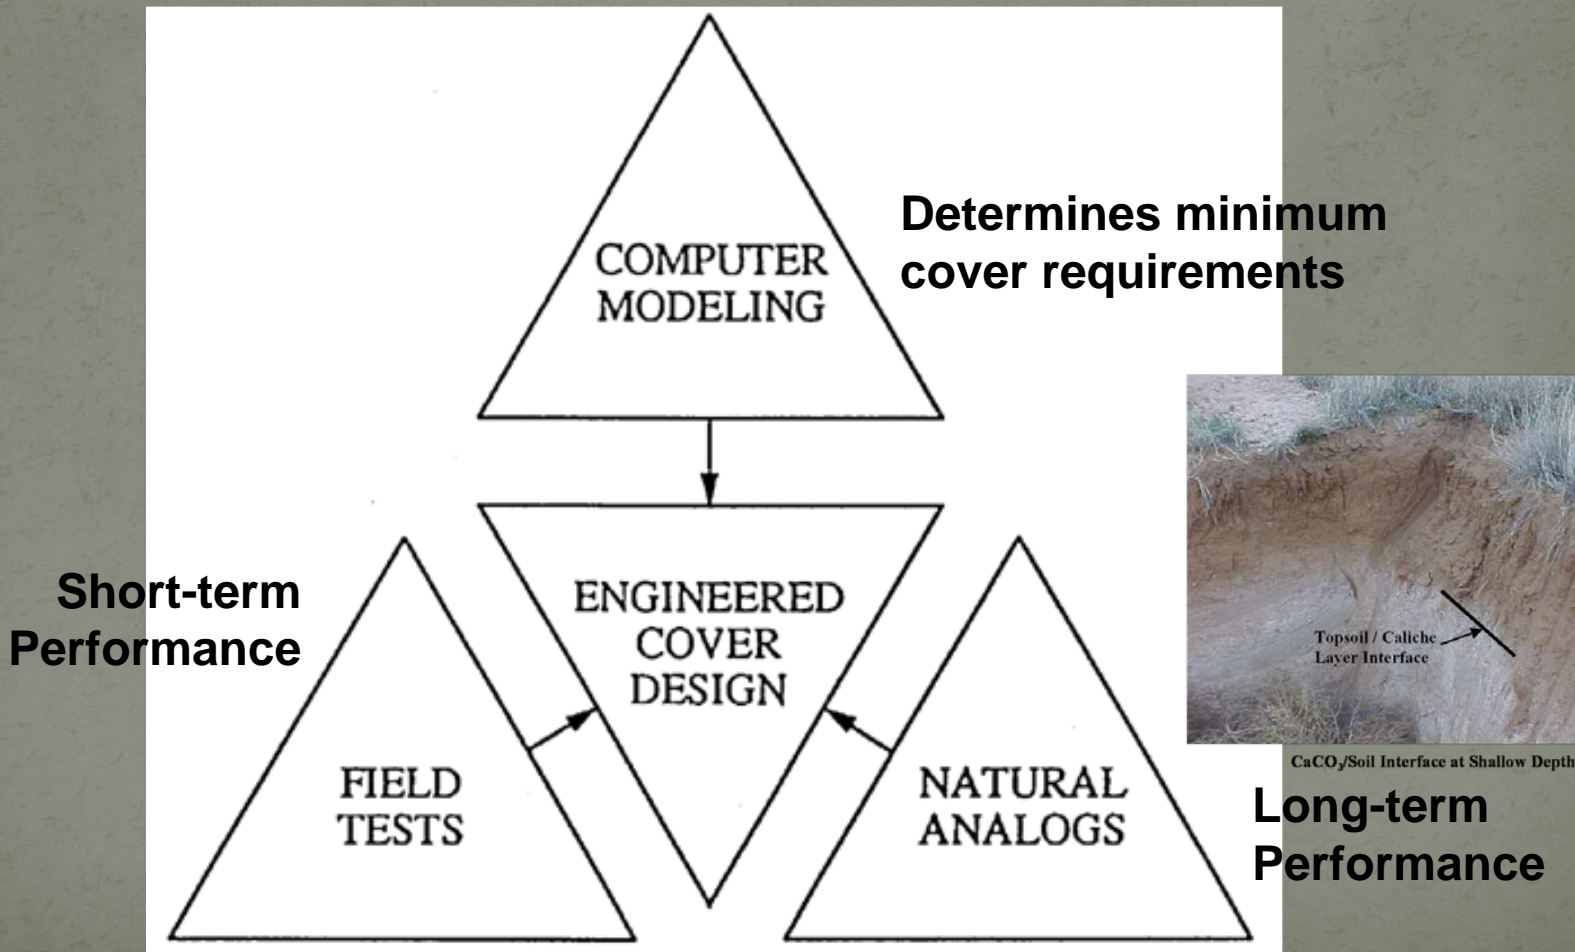 COMPUTER
MODELING
Determines minimum
cover requirements
Short-term
Performance
ENGINEERED
COVER
DESIGN
FIELD
TESTS
NATURAL
ANALOGS
Topsoil / Caliche
Layer Interface
CaCO₃/Soil Interface at Shallow Depth
Long-term
Performance